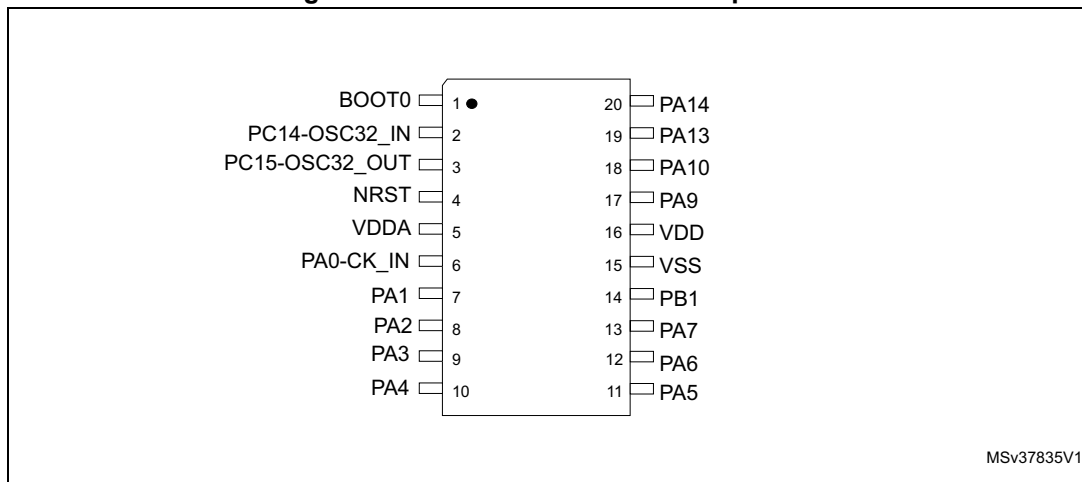 BOOT0 1 20 PA14
PC14-OSC32_IN 2 19 PA13
PC15-OSC32_OUT 3 18 PA10
NRST 4 17 PA9
VDDA 5 16 VDD
PA0-CK_IN 6 15 VSS
PA1 7 14 PB1
PA2 8 13 PA7
PA3 9 12 PA6
PA4 10 11 PA5
MSv37835V1